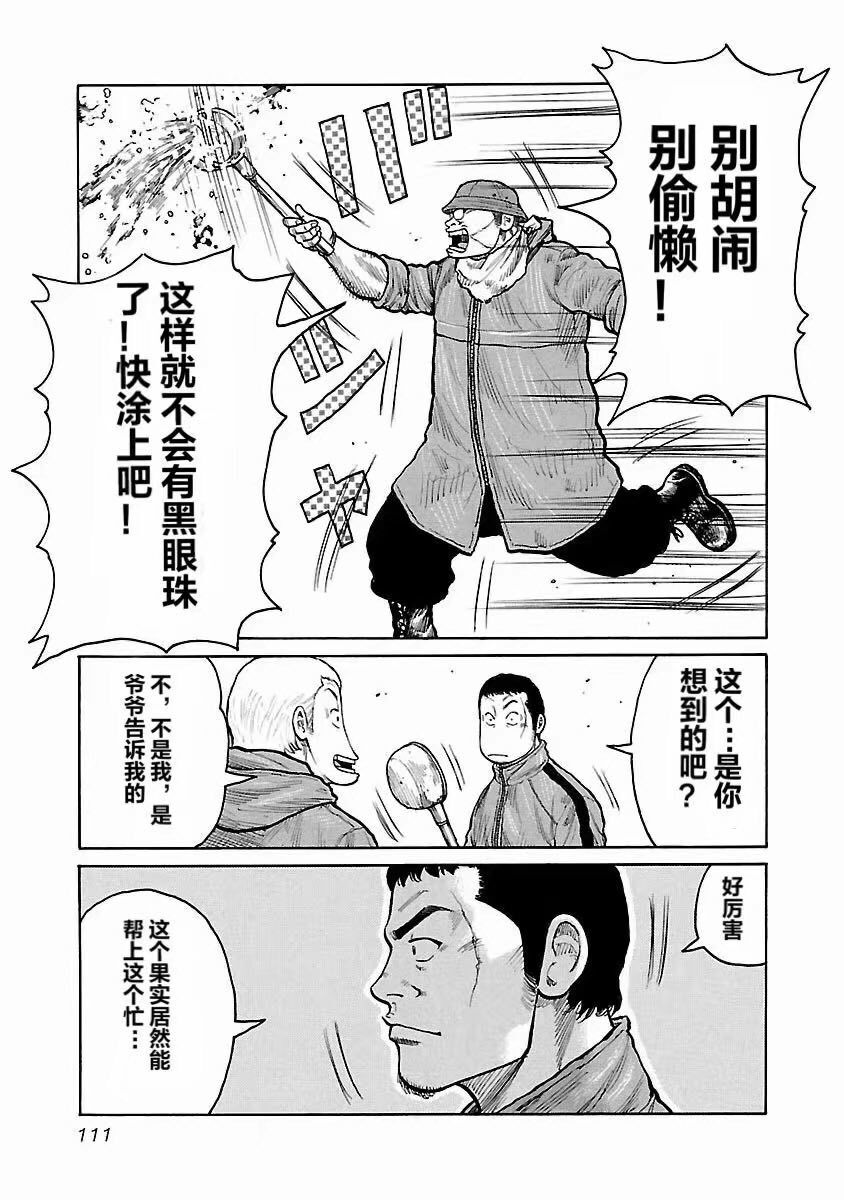 别胡闹
别偷懒！
这样就不会有黑眼珠
了！快涂上吧！
这个…是你
想到的吧？
不，不是我，是
爷爷告诉我的
好厉害
这个果实居然能
帮上这个忙…
111